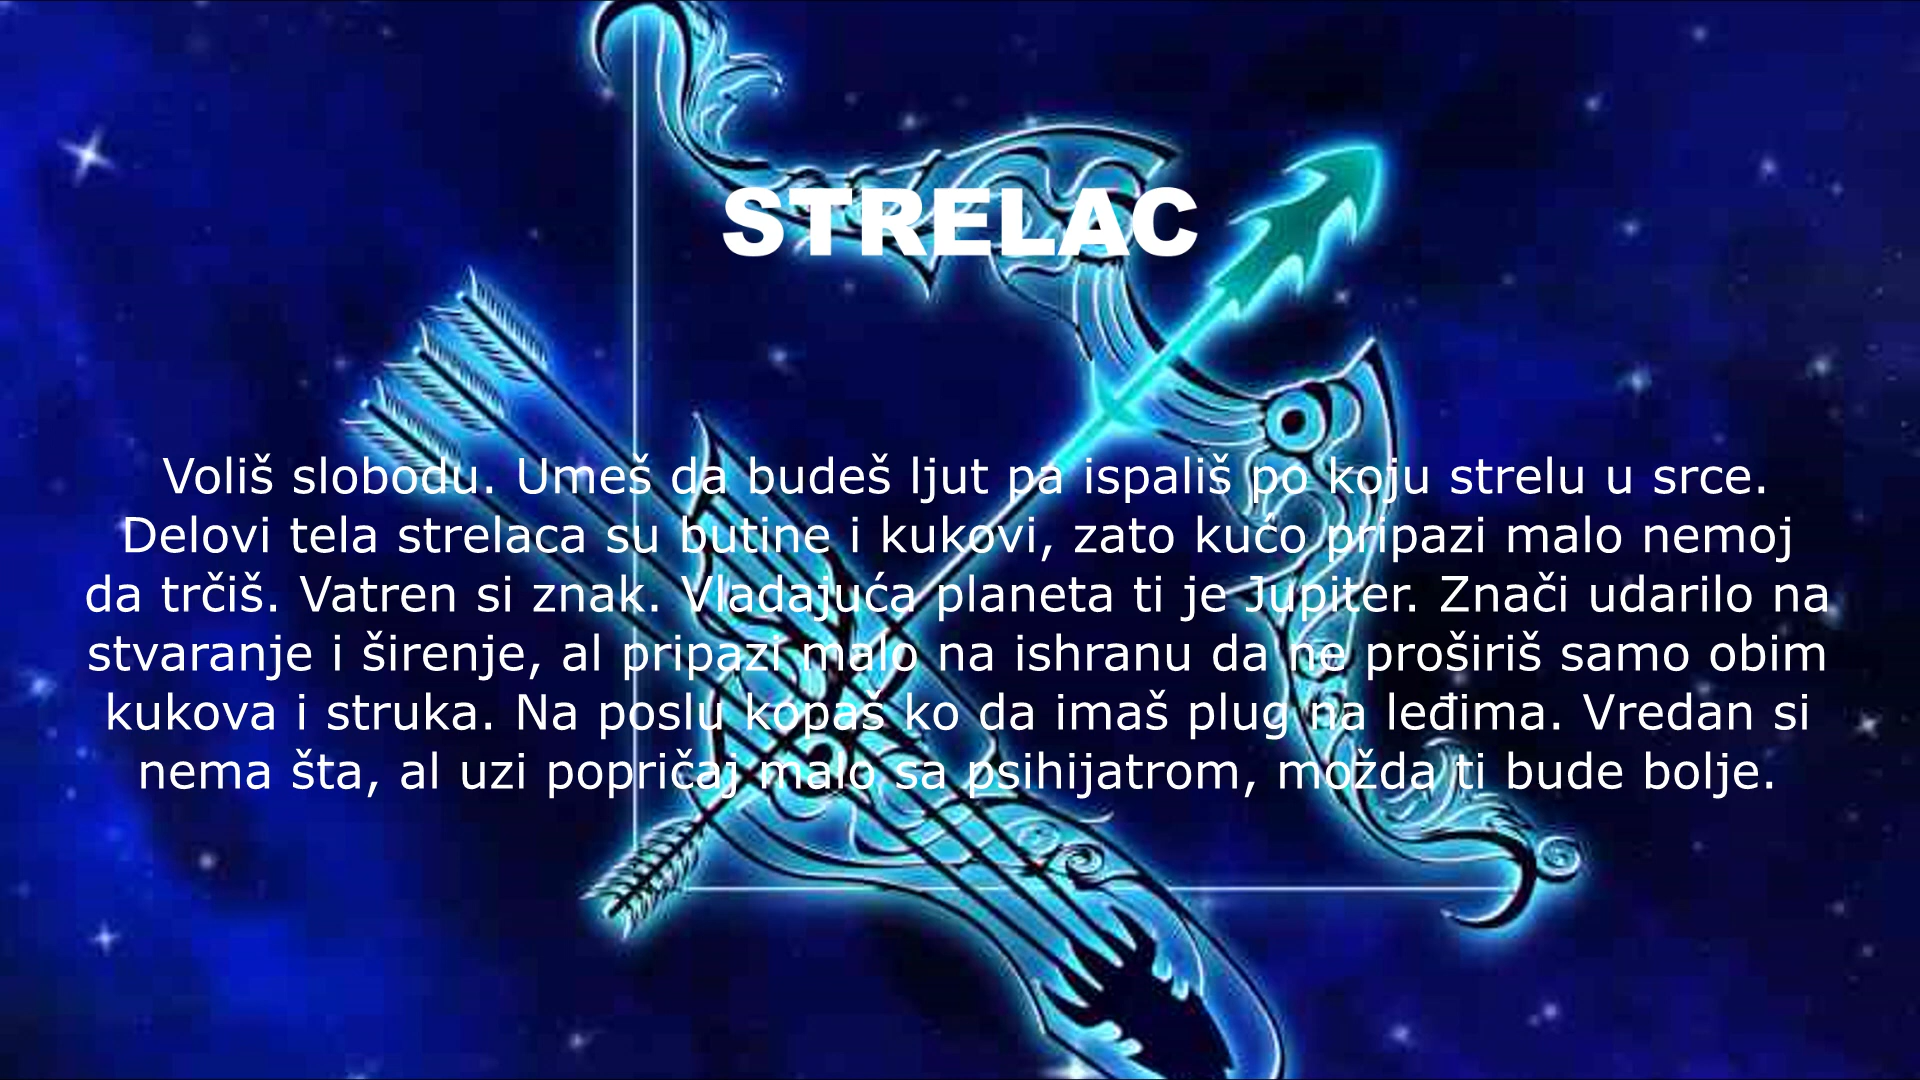 STRELAC
Voliš slobodu. Umeš da budeš ljut pa ispališ po koju strelu u srce.
Delovi tela strelaca su butine i kukovi, zato kućo pripazi malo nemoj
da trčiš. Vatren si znak. Vladajuća planeta ti je Jupiter. Znači udarilo na
stvaranje i širenje, al pripazi malo na ishranu da ne proširiš samo obim
kukova i struka. Na poslu kopaš ko da imaš plug na leđima. Vredan si
nema šta, al uzi popričaj malo sa psihijatrom, možda ti bude bolje.